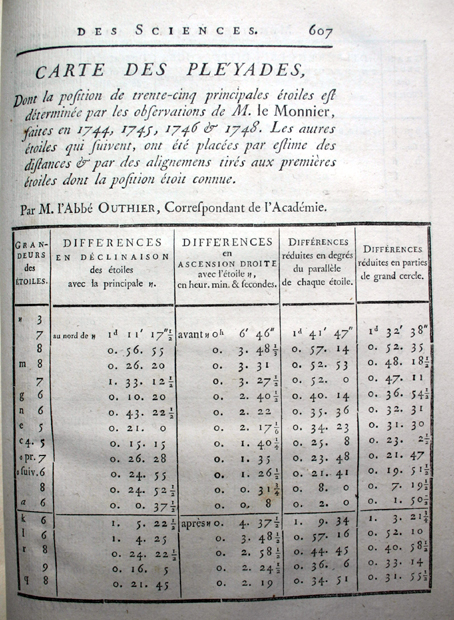 DES SCIENCES. 607
CARTE DES PLEYADES,
Dont la poſition de trente-cinq principales étoiles eſt
déterminée par les obſervations de M. le Monnier,
faites en 1744, 1745, 1746 & 1748. Les autres
étoiles qui ſuivent, ont été placées par eſtime des
diſtances & par des alignemens tirés aux premières
étoiles dont la poſition étoit connue.
Par M. l'Abbé OUTHIER, Correſpondant de l'Académie.
GRAN- DIFFERENCES DIFFÉRENCES DIFFÉRENCES DIFFÉRENCES
DEURS EN DÉCLINAISON en réduites en degrés réduites en parties
des des étoiles ASCENSION DROITE du parallèle de grand cercle.
ÉTOILES. avec la principale η. avec l'étoile η, de chaque étoile.
en heur. min. & ſecondes.
η 3
7 au nord de η 1d 11' 17"½ avant η 0h 6' 46" 1d 41' 47" 1d 32' 38"
8 0. 56. 55 0. 3. 48½ 0. 57. 14 0. 52. 35
m 8 0. 26. 20 0. 3. 31 0. 52. 53 0. 48. 18½
7 1. 33. 12½ 0. 3. 27½ 0. 52. 0 0. 47. 11
g 6 0. 10. 20 0. 2. 40½ 0. 40. 14 0. 36. 54½
n 6 0. 43. 22½ 0. 2. 22 0. 35. 36 0. 32. 31
e 5 0. 21. 0 0. 2. 17⅙ 0. 34. 23 0. 31. 30
c 4. 5 0. 15. 15 0. 1. 40¼ 0. 25. 8 0. 23. 2½
s pr. 7 0. 26. 28 0. 1. 35 0. 23. 48 0. 21. 47
s ſuiv. 6 0. 24. 55 0. 1. 26½ 0. 21. 41 0. 19. 51½
8 0. 24. 52½ 0. 0. 31¾ 0. 8. 0 0. 7. 19½
a 6 0. 0. 37½ 0. 0. 8 0. 2. 0 0. 1. 50½
k 6 1. 5. 22½ après η 0. 4. 37½ 1. 9. 34 1. 3. 21¼
l 6 1. 4. 25 0. 3. 48½ 0. 57. 16 0. 52. 10
r 8 0. 24. 22½ 0. 2. 58½ 0. 44. 45 0. 40. 58½
9 0. 16. 5 0. 2. 24½ 0. 36. 6 0. 33. 14
q 8 0. 21. 45 0. 2. 19 0. 34. 51 0. 31. 55½